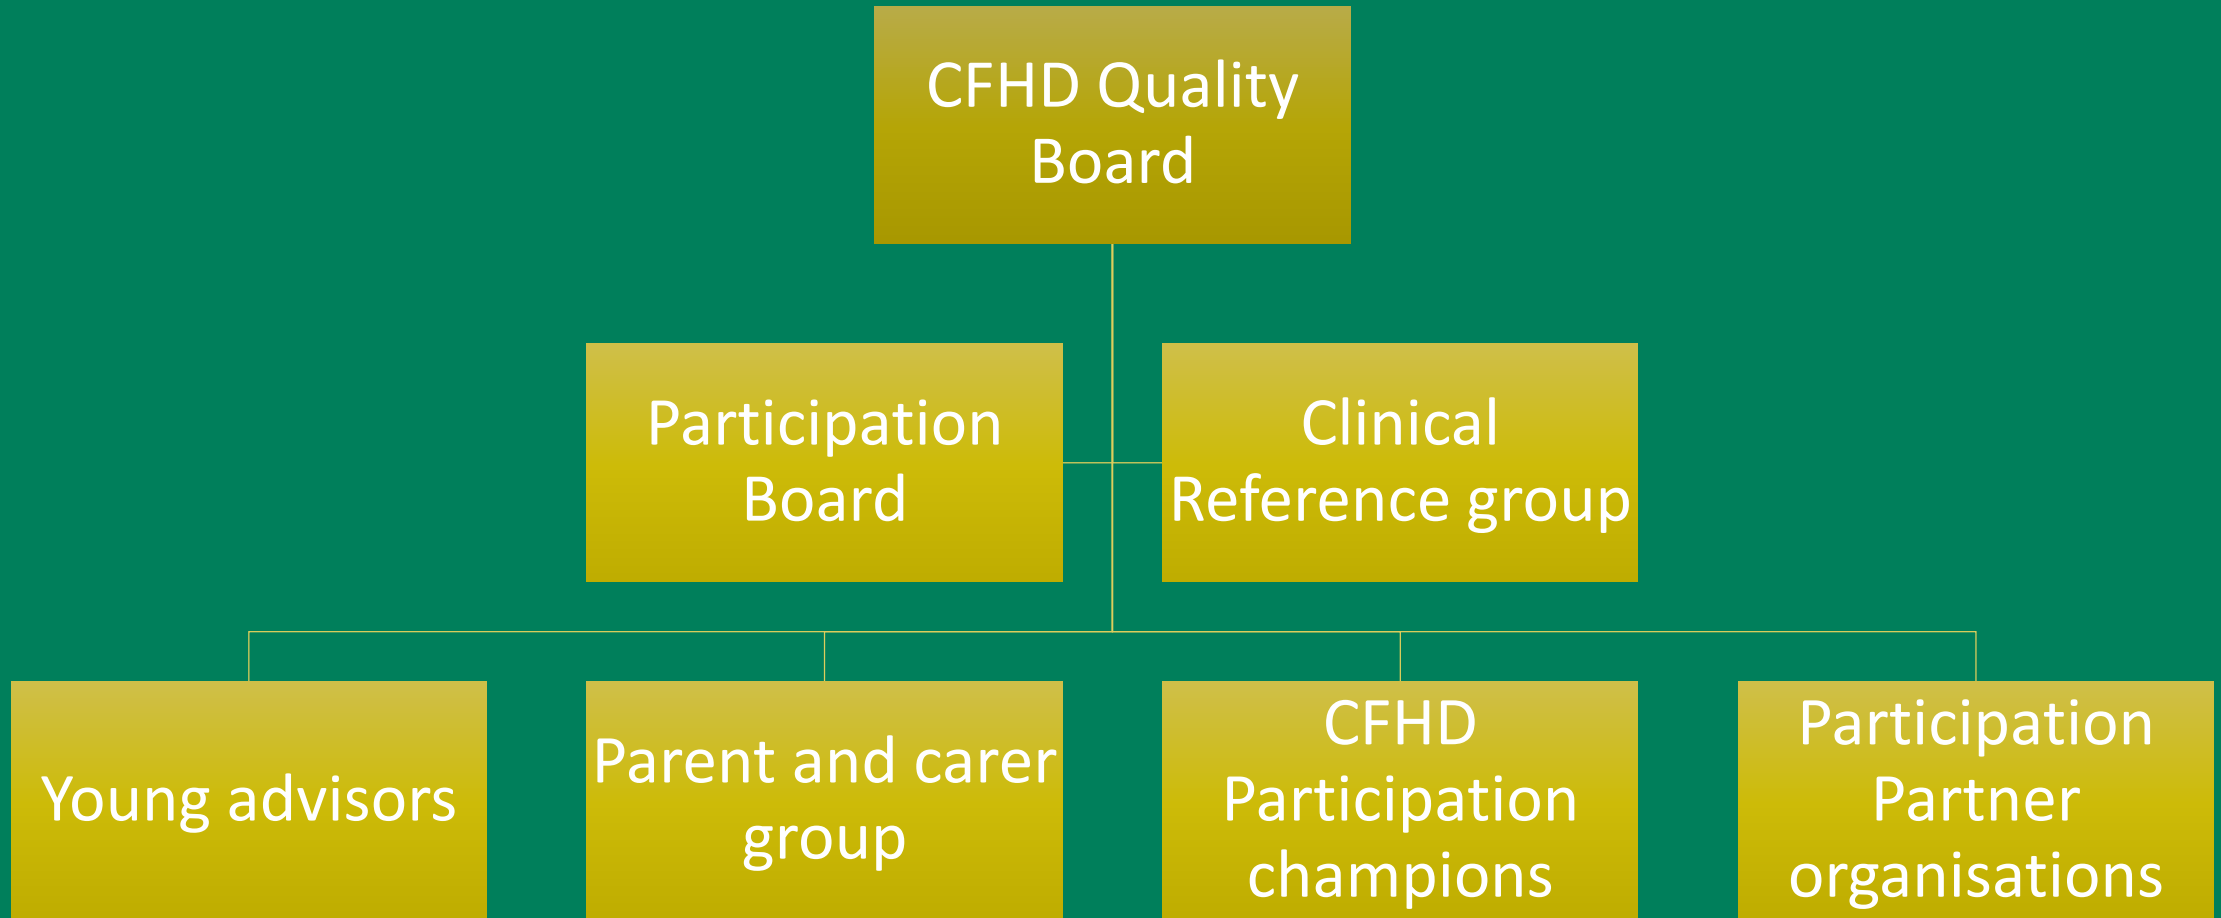 CFHD Quality
Board
Participation
Board
Clinical
Reference group
Young advisors
Parent and carer
group
CFHD
Participation
champions
Participation
Partner
organisations